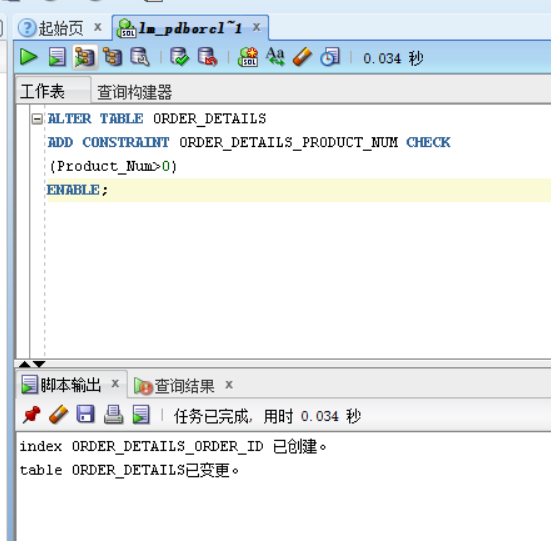 起始页
lm_pdborcl~1
0.034 秒
工作表 查询构建器
ALTER TABLE ORDER_DETAILS
ADD CONSTRAINT ORDER_DETAILS_PRODUCT_NUM CHECK
(Product_Num>0)
ENABLE;
脚本输出 查询结果
任务已完成, 用时 0.034 秒
index ORDER_DETAILS_ORDER_ID 已创建。
table ORDER_DETAILS已变更。